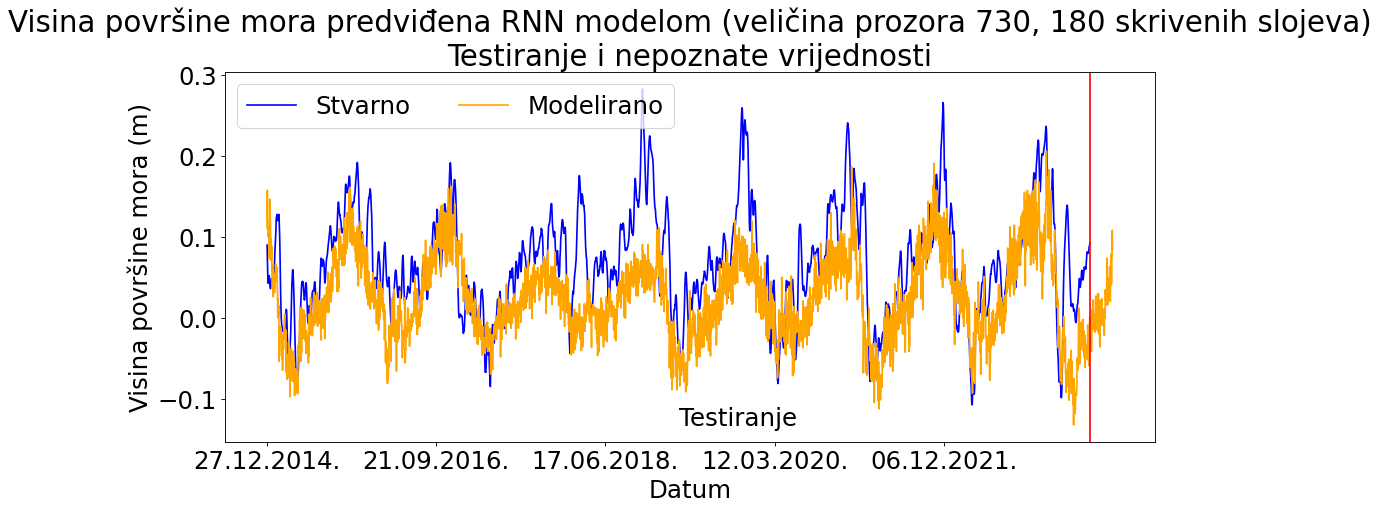 Visina površine mora predviđena RNN modelom (veličina prozora 730, 180 skrivenih slojeva)
Testiranje i nepoznate vrijednosti
Stvarno
Modelirano
Visina površine mora (m)
0.3
0.2
0.1
0.0
−0.1
Testiranje
27.12.2014.
21.09.2016.
17.06.2018.
12.03.2020.
06.12.2021.
Datum